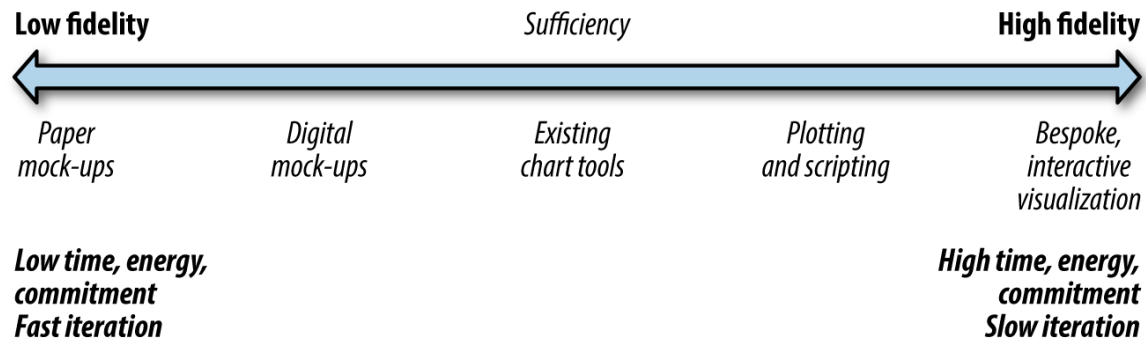 Low fidelity Sufficiency High fidelity
Paper Digital Existing Plotting Bespoke,
mock-ups mock-ups chart tools and scripting interactive
visualization
Low time, energy, High time, energy,
commitment commitment
Fast iteration Slow iteration